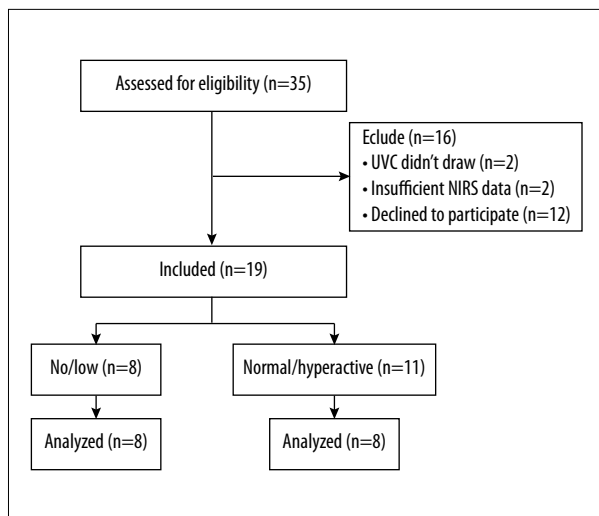 Assessed for eligibility (n=35)
Eclude (n=16)
• UVC didn't draw (n=2)
• Insufficient NIRS data (n=2)
• Declined to participate (n=12)
Included (n=19)
No/low (n=8)
Normal/hyperactive (n=11)
Analyzed (n=8)
Analyzed (n=8)